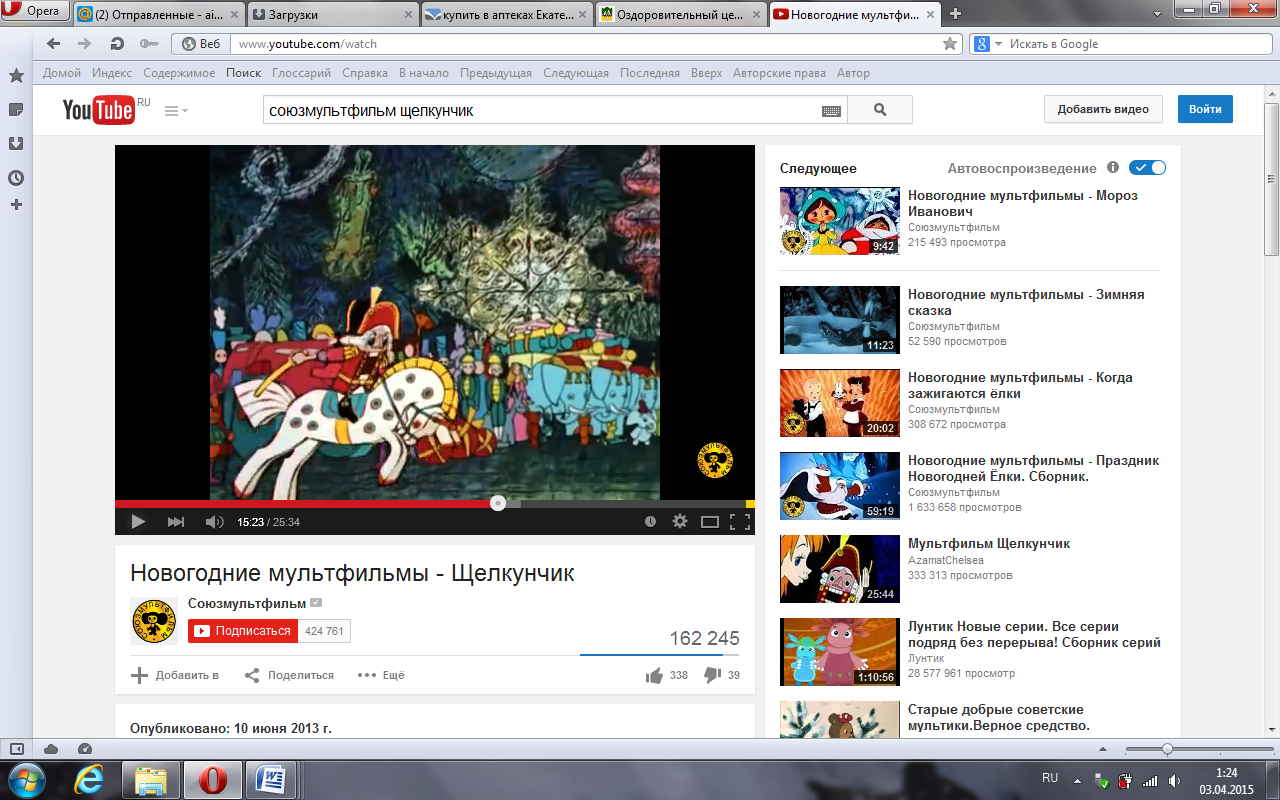 Opera
(2) Отправленные - ai...
Загрузки
купить в аптеках Екате...
Оздоровительный це...
Новогодние мультфи...
Веб
www.youtube.com/watch
Искать в Google
Домой Индекс Содержимое Поиск Глоссарий Справка В начало Предыдущая Следующая Последняя Вверх Авторские права Автор
YouTube RU
союзмультфильм щелкунчик
Добавить видео
Войти
СОЮЗМУЛЬТФИЛЬМ
15:23 / 25:34
Новогодние мультфильмы - Щелкунчик
СОЮЗМУЛЬТФИЛЬМ
Союзмультфильм
Подписаться 424 761
162 245
Добавить в Поделиться Ещё
338 39
Опубликовано: 10 июня 2013 г.
Следующее
Автовоспроизведение
9:42
Новогодние мультфильмы - Мороз
Иванович
Союзмультфильм
215 493 просмотра
11:23
Новогодние мультфильмы - Зимняя
сказка
Союзмультфильм
52 590 просмотров
20:02
Новогодние мультфильмы - Когда
зажигаются ёлки
Союзмультфильм
308 672 просмотра
59:19
Новогодние мультфильмы - Праздник
Новогодней Ёлки. Сборник.
Союзмультфильм
1 633 658 просмотров
25:44
Мультфильм Щелкунчик
AzamatChelsea
333 313 просмотров
1:10:56
Лунтик Новые серии. Все серии
подряд без перерыва! Сборник серий
Лунтик
28 577 961 просмотр
Старые добрые советские
мультики.Верное средство.
RU
1:24
03.04.2015